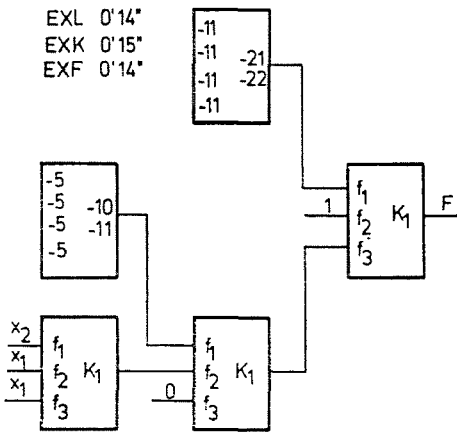 EXL 0'14"
EXK 0'15"
EXF 0'14"
-11
-11 -21
-11 -22
-11
-5
-5 -10
-5 -11
-5
f1
1 f2 K1 F
f3
x2 f1
x1 f2 K1
x1 f3
f1
f2 K1
0 f3